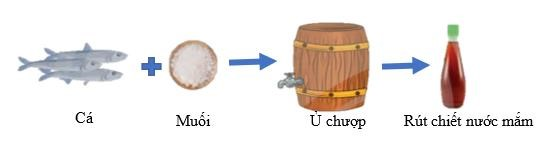 Cá
Muối
Ủ chượp
Rút chiết nước mắm